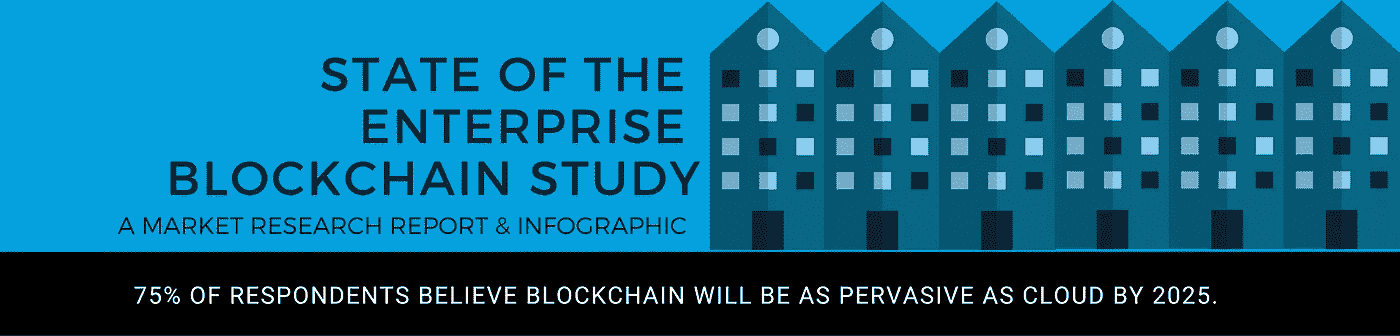 STATE OF THE
ENTERPRISE
BLOCKCHAIN STUDY
A MARKET RESEARCH REPORT & INFOGRAPHIC
75% OF RESPONDENTS BELIEVE BLOCKCHAIN WILL BE AS PERVASIVE AS CLOUD BY 2025.